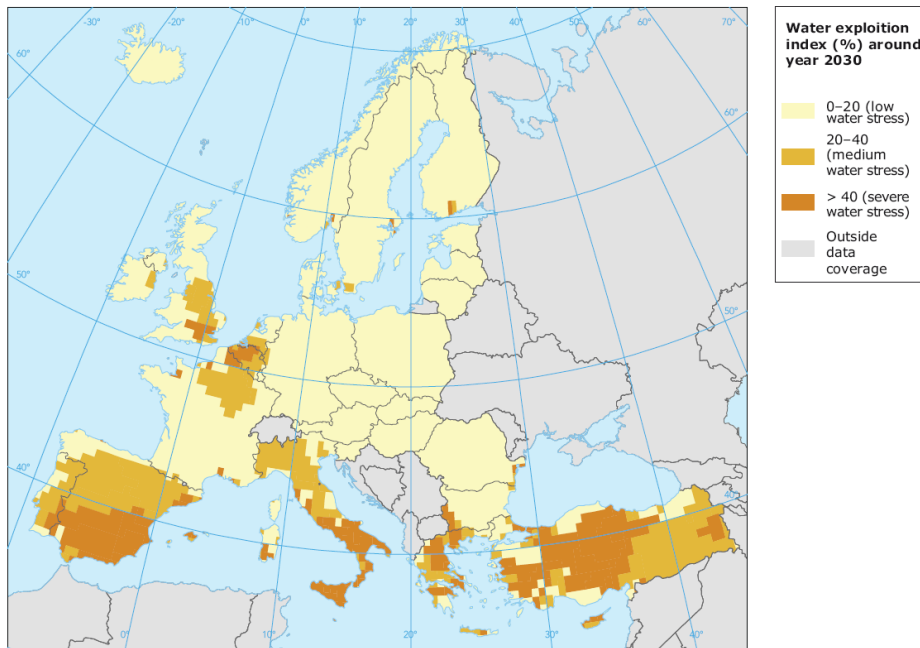 -30°
-20°
-10°
0°
10°
20°
30°
40°
50°
60°
70°
60°
60°
50°
50°
40°
40°
0°
10°
20°
30°
40°
Water exploition
index (%) around
year 2030
0–20 (low
water stress)
20–40
(medium
water stress)
> 40 (severe
water stress)
Outside
data
coverage